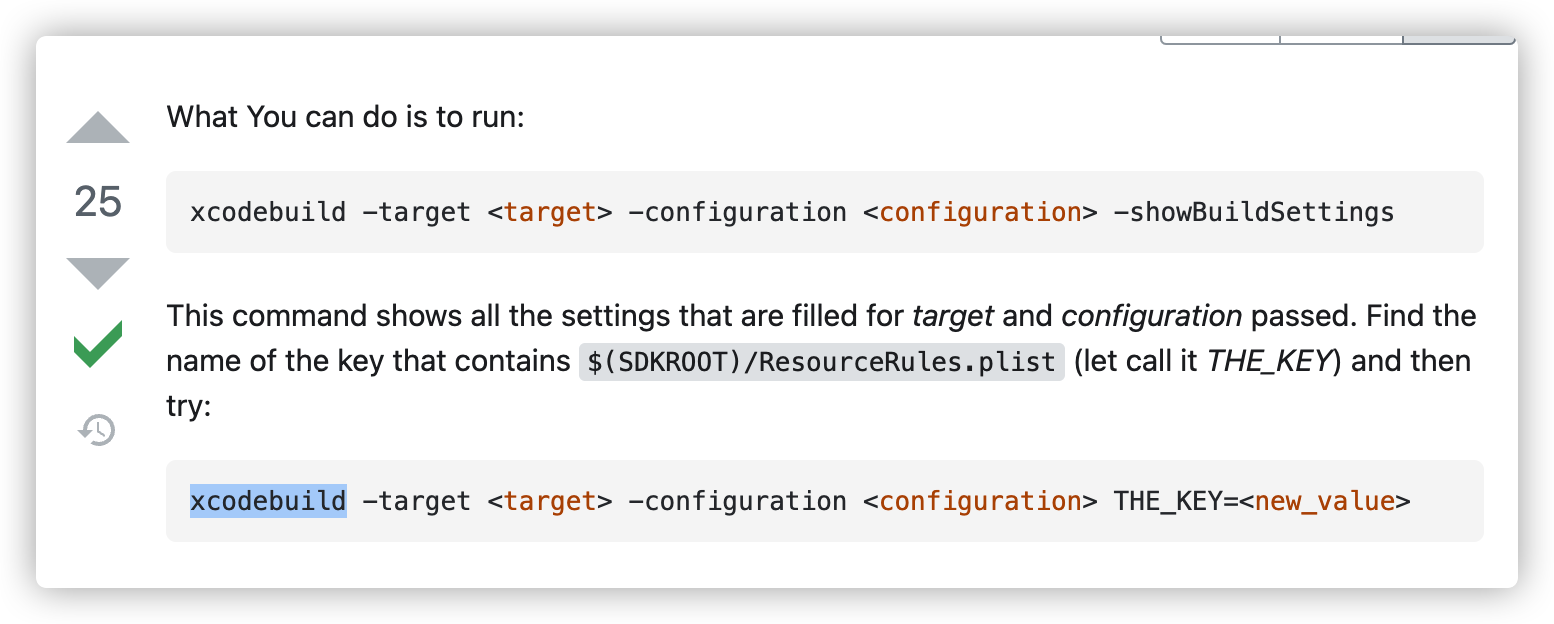 What You can do is to run:
25
xcodebuild -target <target> -configuration <configuration> -showBuildSettings
This command shows all the settings that are filled for target and configuration passed. Find the
name of the key that contains $(SDKROOT)/ResourceRules.plist (let call it THE_KEY) and then
try:
xcodebuild -target <target> -configuration <configuration> THE_KEY=<new_value>